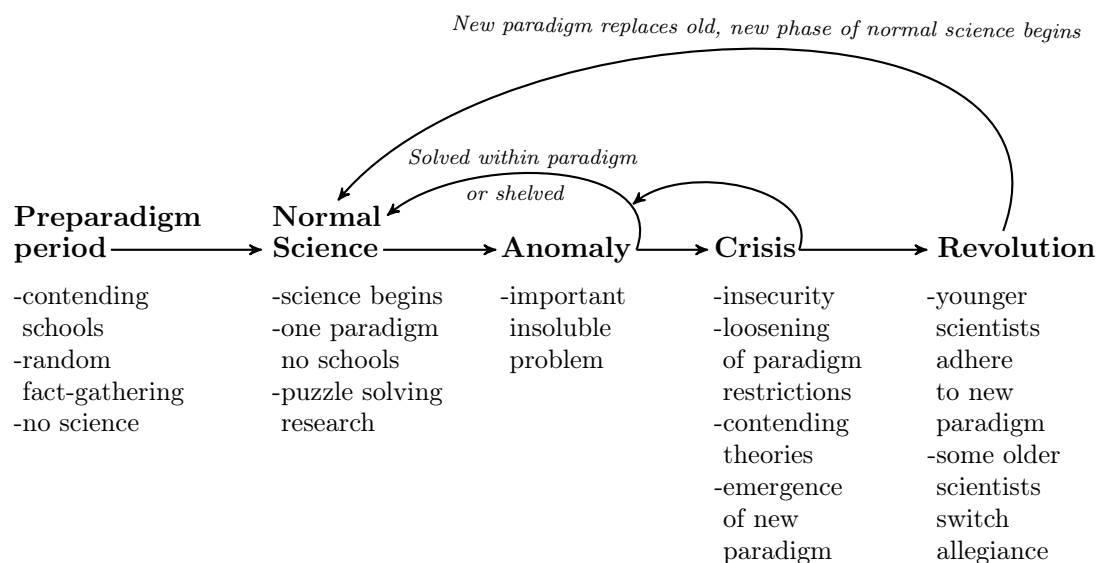 New paradigm replaces old, new phase of normal science begins
Solved within paradigm
or shelved
Preparadigm
period
-contending
schools
-random
fact-gathering
-no science
Normal
Science
-science begins
-one paradigm
no schools
-puzzle solving
research
Anomaly
-important
insoluble
problem
Crisis
-insecurity
-loosening
of paradigm
restrictions
-contending
theories
-emergence
of new
paradigm
Revolution
-younger
scientists
adhere
to new
paradigm
-some older
scientists
switch
allegiance